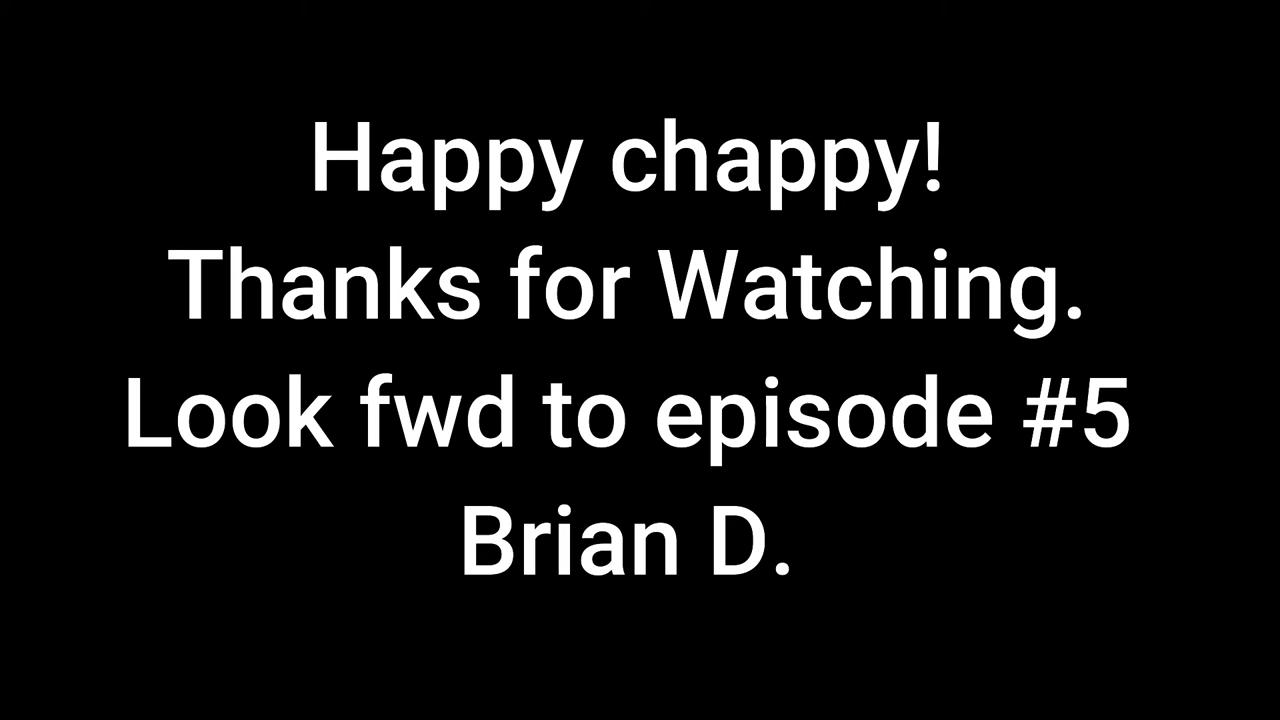 Happy chappy!
Thanks for Watching.
Look fwd to episode #5
Brian D.